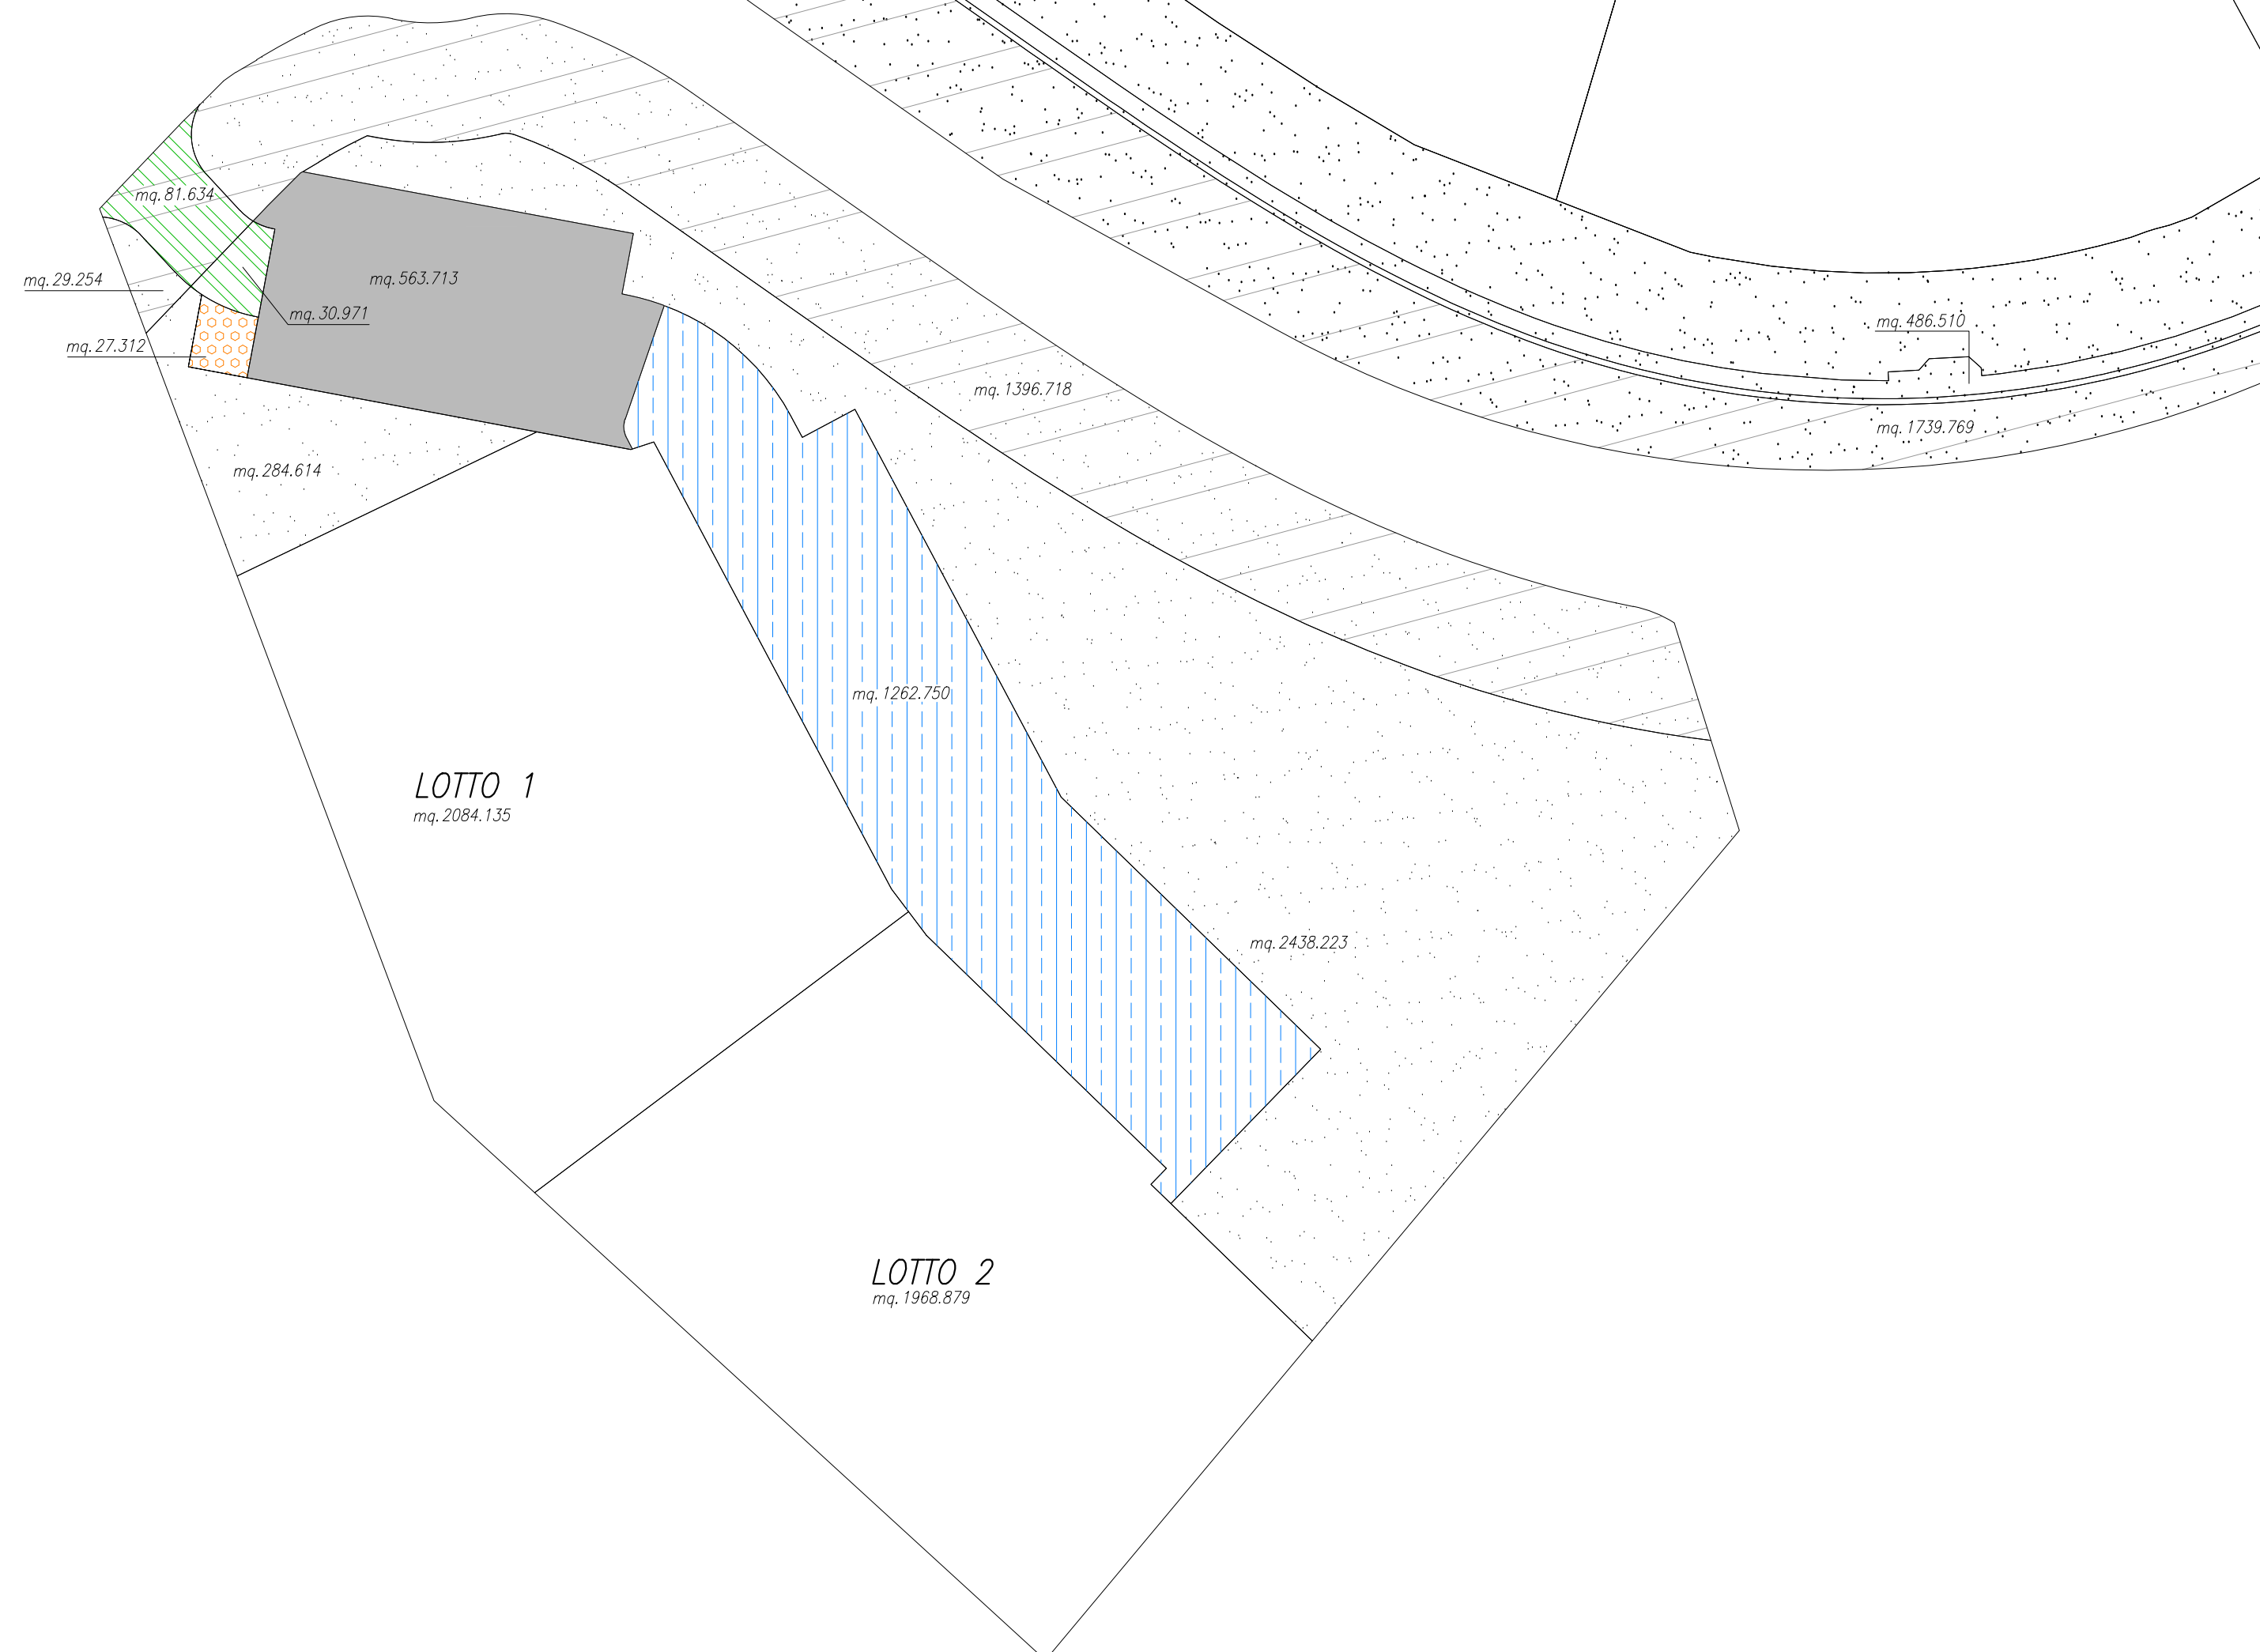 mq. 81.634
mq. 29.254
mq. 563.713
mq. 30.971
mq. 27.312
mq. 486.510
mq. 1396.718
mq. 1739.769
mq. 284.614
mq. 1262.750
LOTTO 1
mq. 2084.135
mq. 2438.223
LOTTO 2
mq. 1968.879